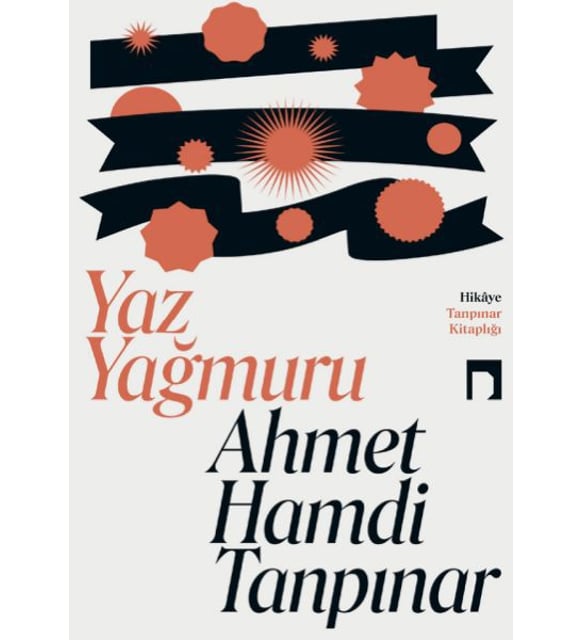 Yaz
Yağmuru
Hikâye
Tanpınar
Kitaplığı
Ahmet
Hamdi
Tanpınar